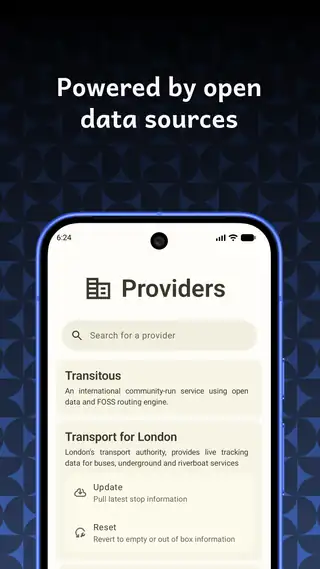 Powered by open
data sources
6:24
Providers
Search for a provider
Transitous
An international community-run service using open
data and FOSS routing engine.
Transport for London
London's transport authority, provides live tracking
data for buses, underground and riverboat services
Update
Pull latest stop information
Reset
Revert to empty or out of box information